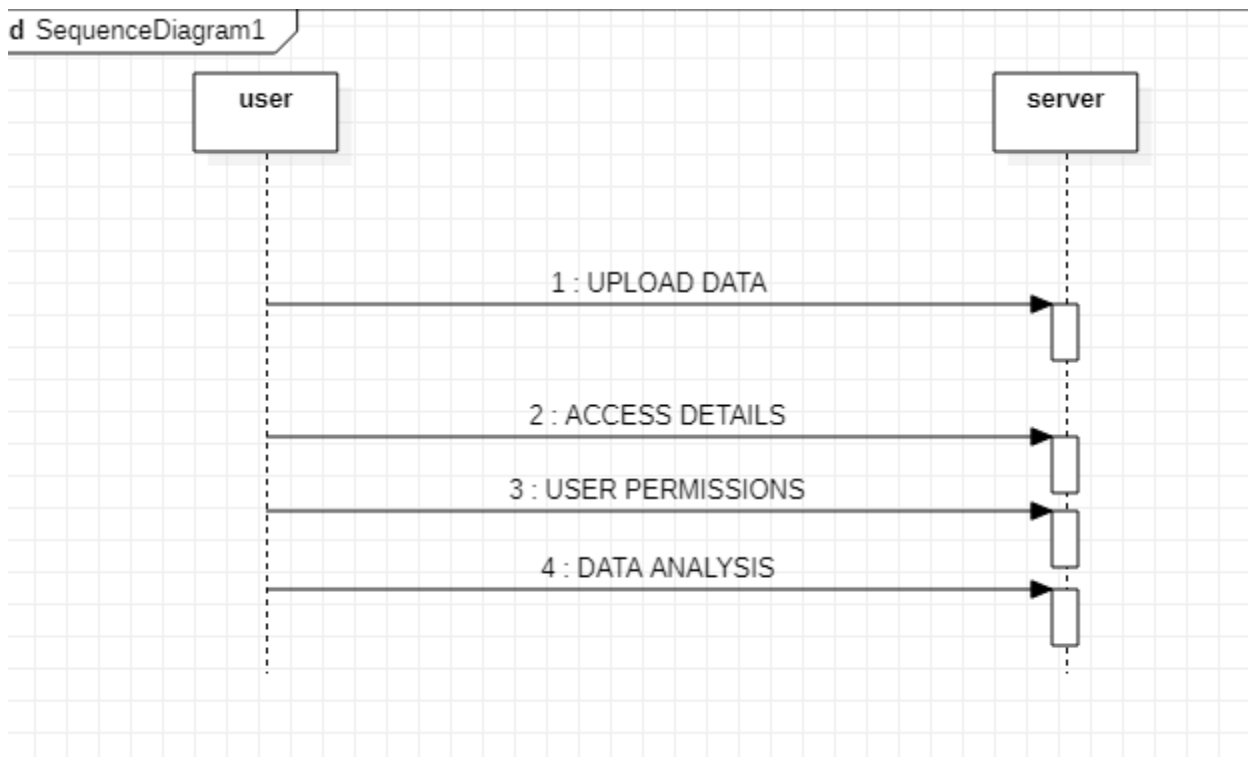 d SequenceDiagram1
user
server
1 : UPLOAD DATA
2 : ACCESS DETAILS
3 : USER PERMISSIONS
4 : DATA ANALYSIS